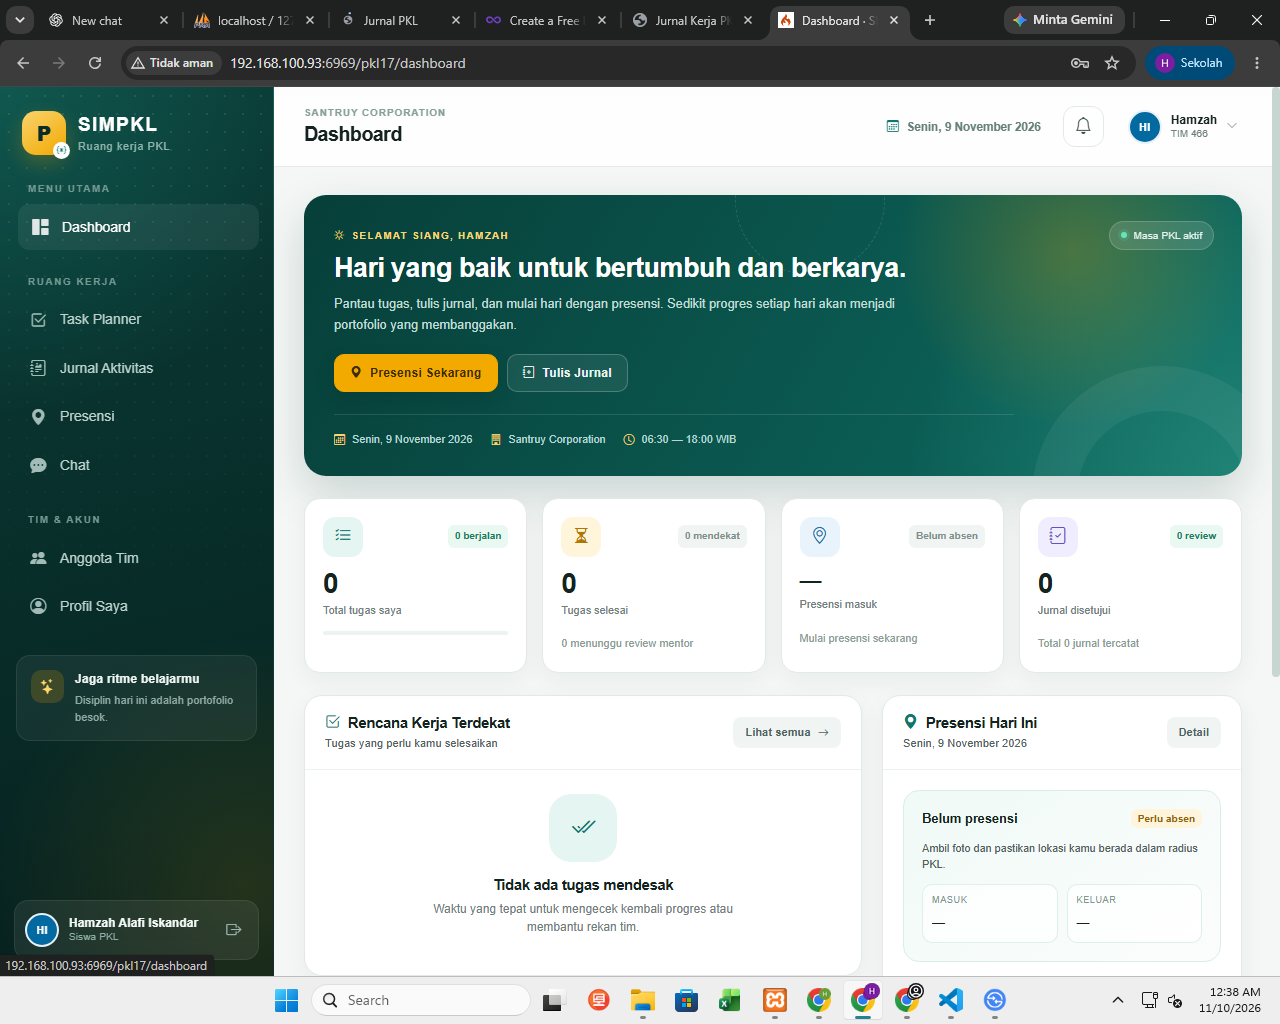 New chat
localhost / 127
Jurnal PKL
Create a Free
Jurnal Kerja PK
Dashboard · S
Minta Gemini
Tidak aman
192.168.100.93:6969/pkl17/dashboard
H
Sekolah
P
SIMPKL
Ruang kerja PKL
MENU UTAMA
Dashboard
RUANG KERJA
Task Planner
Jurnal Aktivitas
Presensi
Chat
TIM & AKUN
Anggota Tim
Profil Saya
Jaga ritme belajarmu
Disiplin hari ini adalah portofolio
besok.
HI
Hamzah Alafi Iskandar
Siswa PKL
192.168.100.93:6969/pkl17/dashboard
SANTRUY CORPORATION
Dashboard
Senin, 9 November 2026
HI
Hamzah
TIM 466
SELAMAT SIANG, HAMZAH
Masa PKL aktif
Hari yang baik untuk bertumbuh dan berkarya.
Pantau tugas, tulis jurnal, dan mulai hari dengan presensi. Sedikit progres setiap hari akan menjadi
portofolio yang membanggakan.
Presensi Sekarang
Tulis Jurnal
Senin, 9 November 2026
Santruy Corporation
06:30 — 18:00 WIB
0 berjalan
0
Total tugas saya
0 mendekat
0
Tugas selesai
0 menunggu review mentor
Belum absen
—
Presensi masuk
Mulai presensi sekarang
0 review
0
Jurnal disetujui
Total 0 jurnal tercatat
Rencana Kerja Terdekat
Tugas yang perlu kamu selesaikan
Lihat semua →
Tidak ada tugas mendesak
Waktu yang tepat untuk mengecek kembali progres atau
membantu rekan tim.
Presensi Hari Ini
Senin, 9 November 2026
Detail
Belum presensi
Perlu absen
Ambil foto dan pastikan lokasi kamu berada dalam radius
PKL.
MASUK
—
KELUAR
—
Search
H
H
12:38 AM
11/10/2026